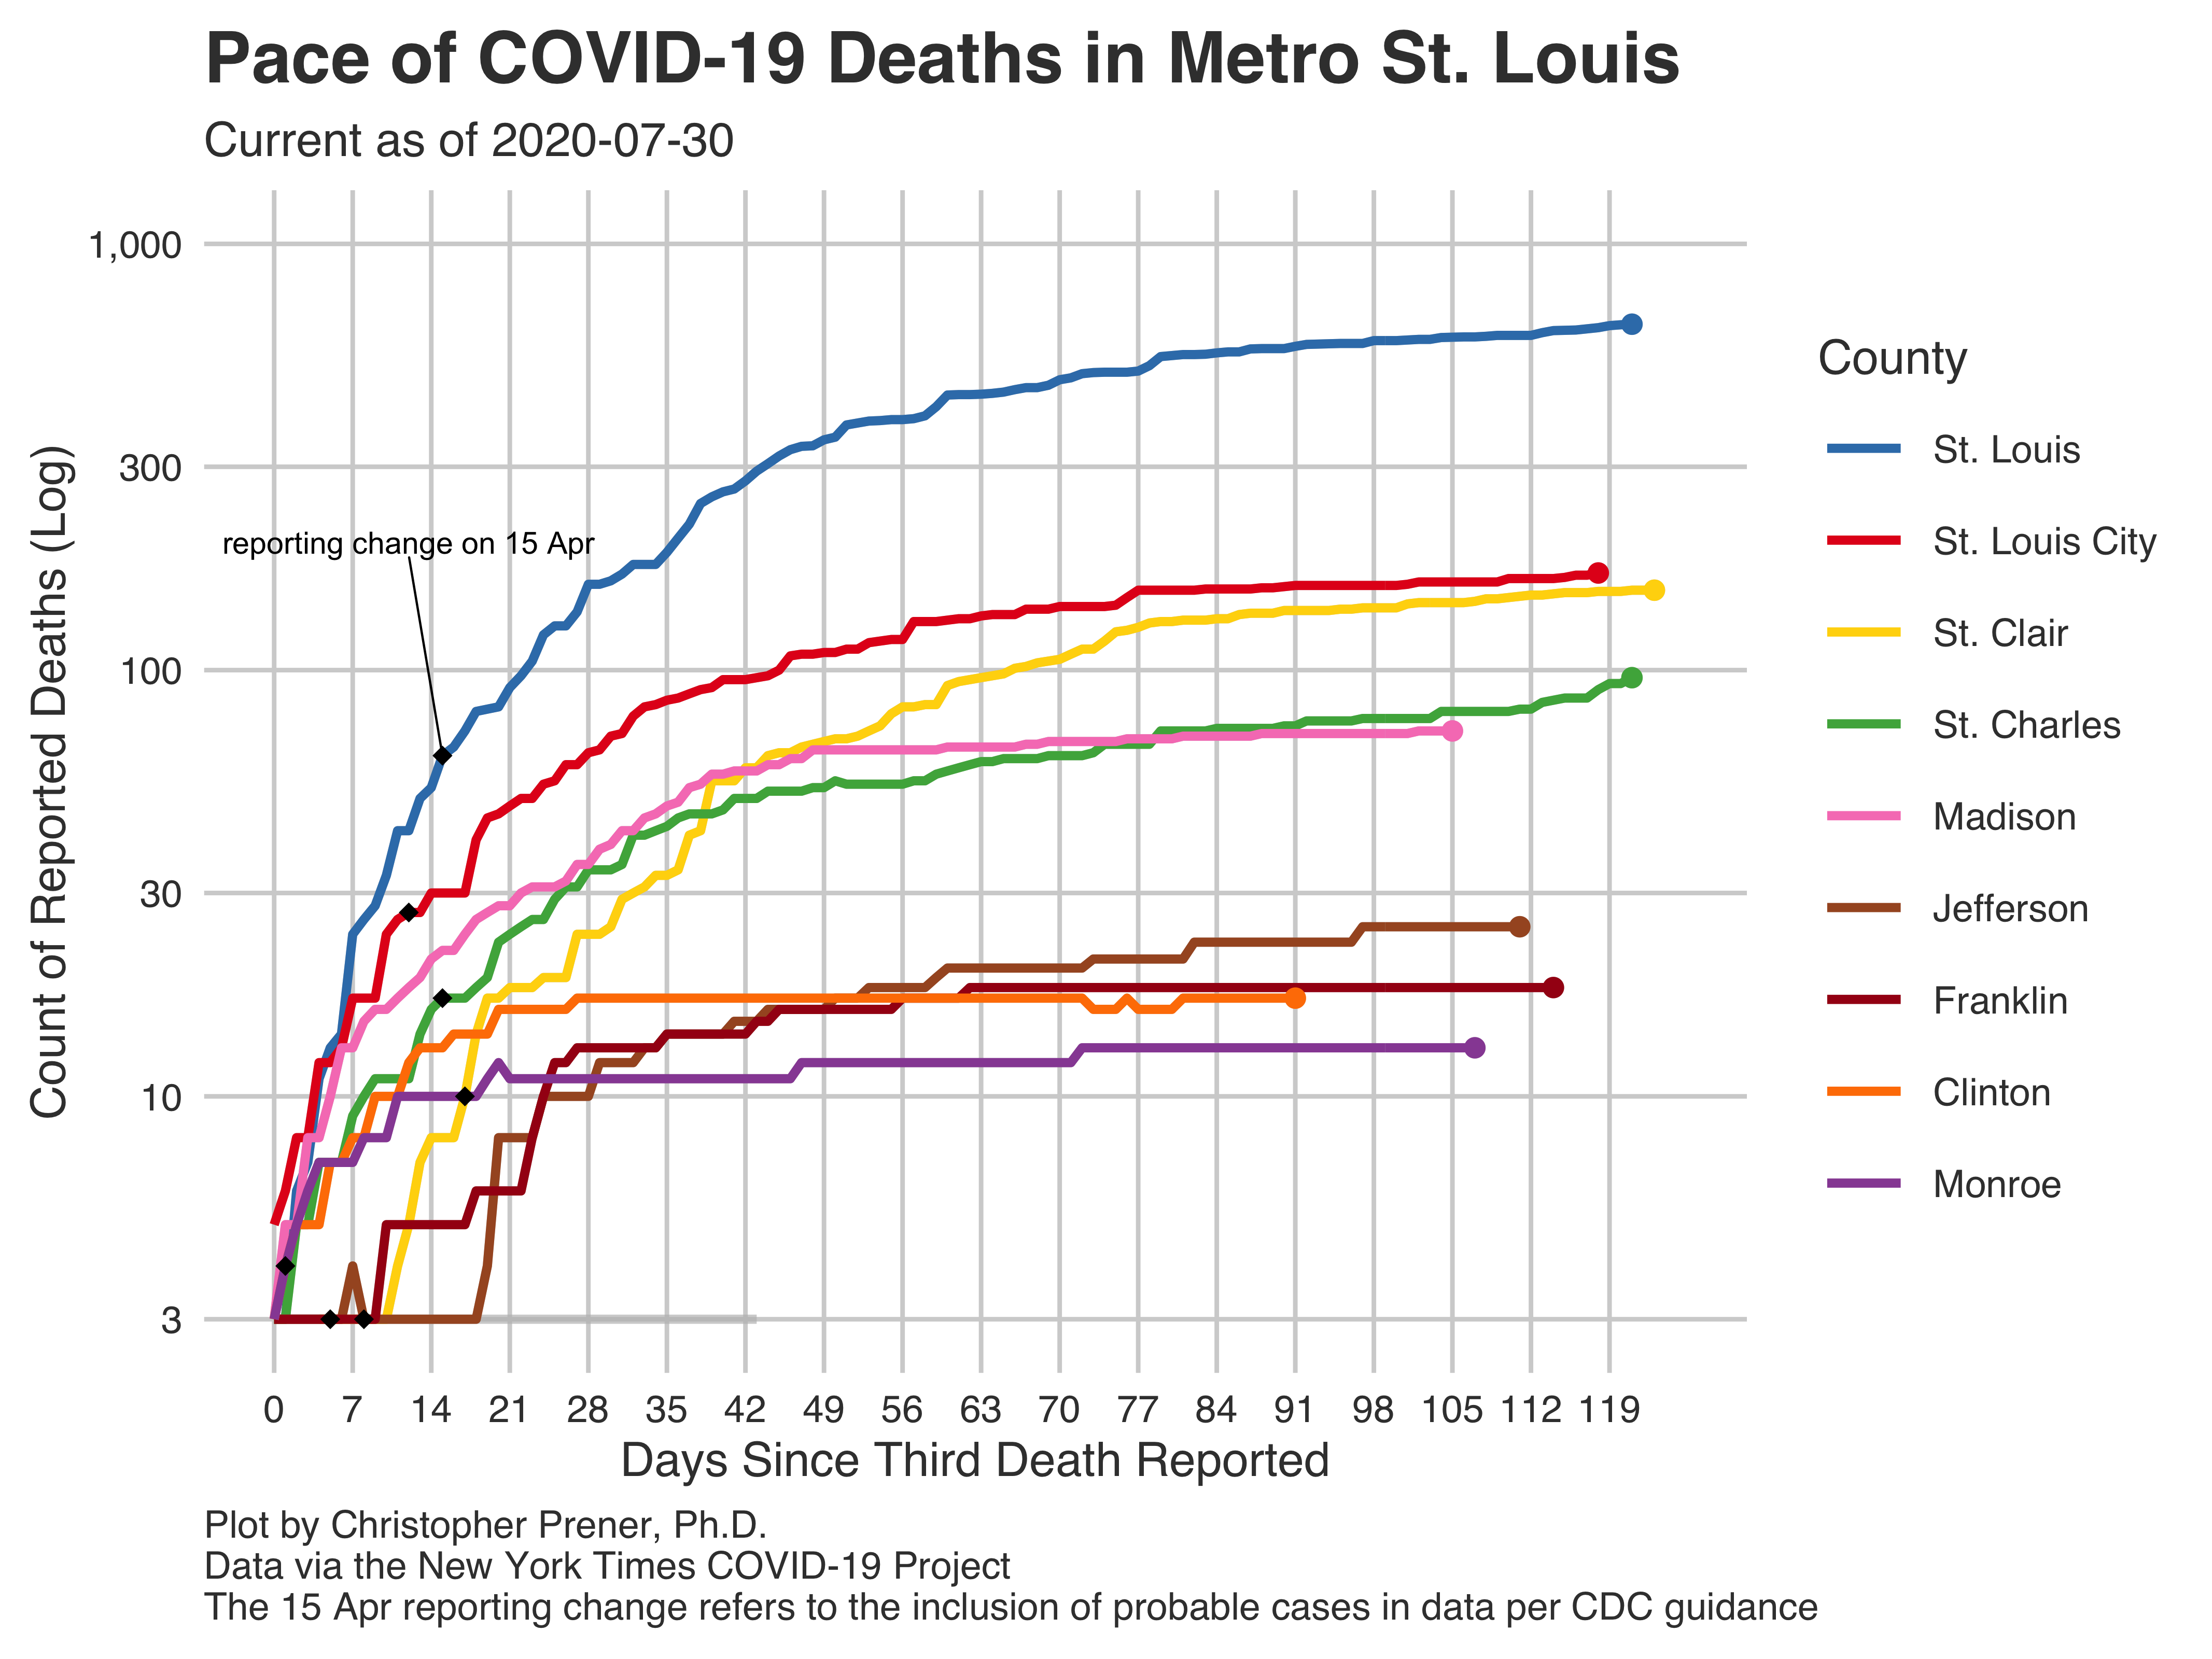 Pace of COVID-19 Deaths in Metro St. Louis
Current as of 2020-07-30
Count of Reported Deaths (Log)
1,000
300
100
30
10
3
reporting change on 15 Apr
0 7 14 21 28 35 42 49 56 63 70 77 84 91 98 105 112 119
Days Since Third Death Reported
County
St. Louis
St. Louis City
St. Clair
St. Charles
Madison
Jefferson
Franklin
Clinton
Monroe
Plot by Christopher Prener, Ph.D.
Data via the New York Times COVID-19 Project
The 15 Apr reporting change refers to the inclusion of probable cases in data per CDC guidance